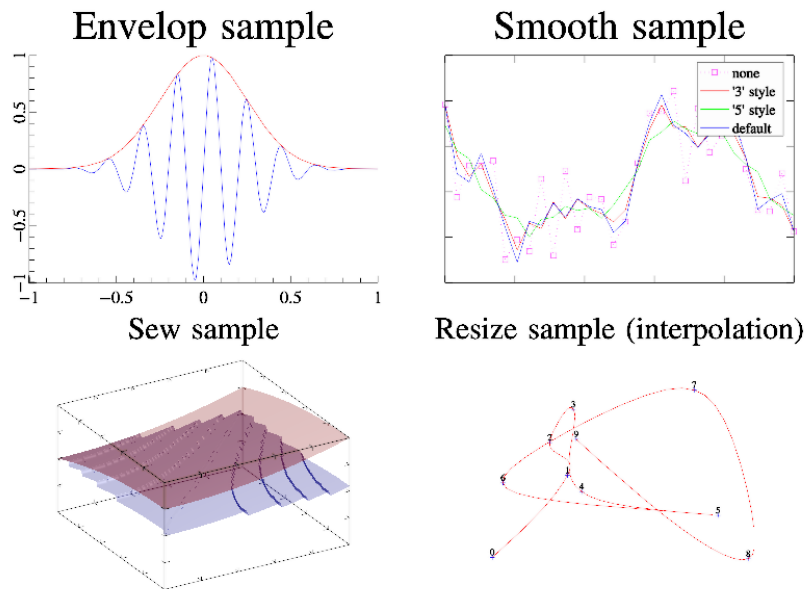 Envelop sample
Smooth sample
1
0.5
0
−0.5
−1
−1
−0.5
0
0.5
1
none
'3' style
'5' style
default
Sew sample
Resize sample (interpolation)
7
3
9
6
4
5
0
8